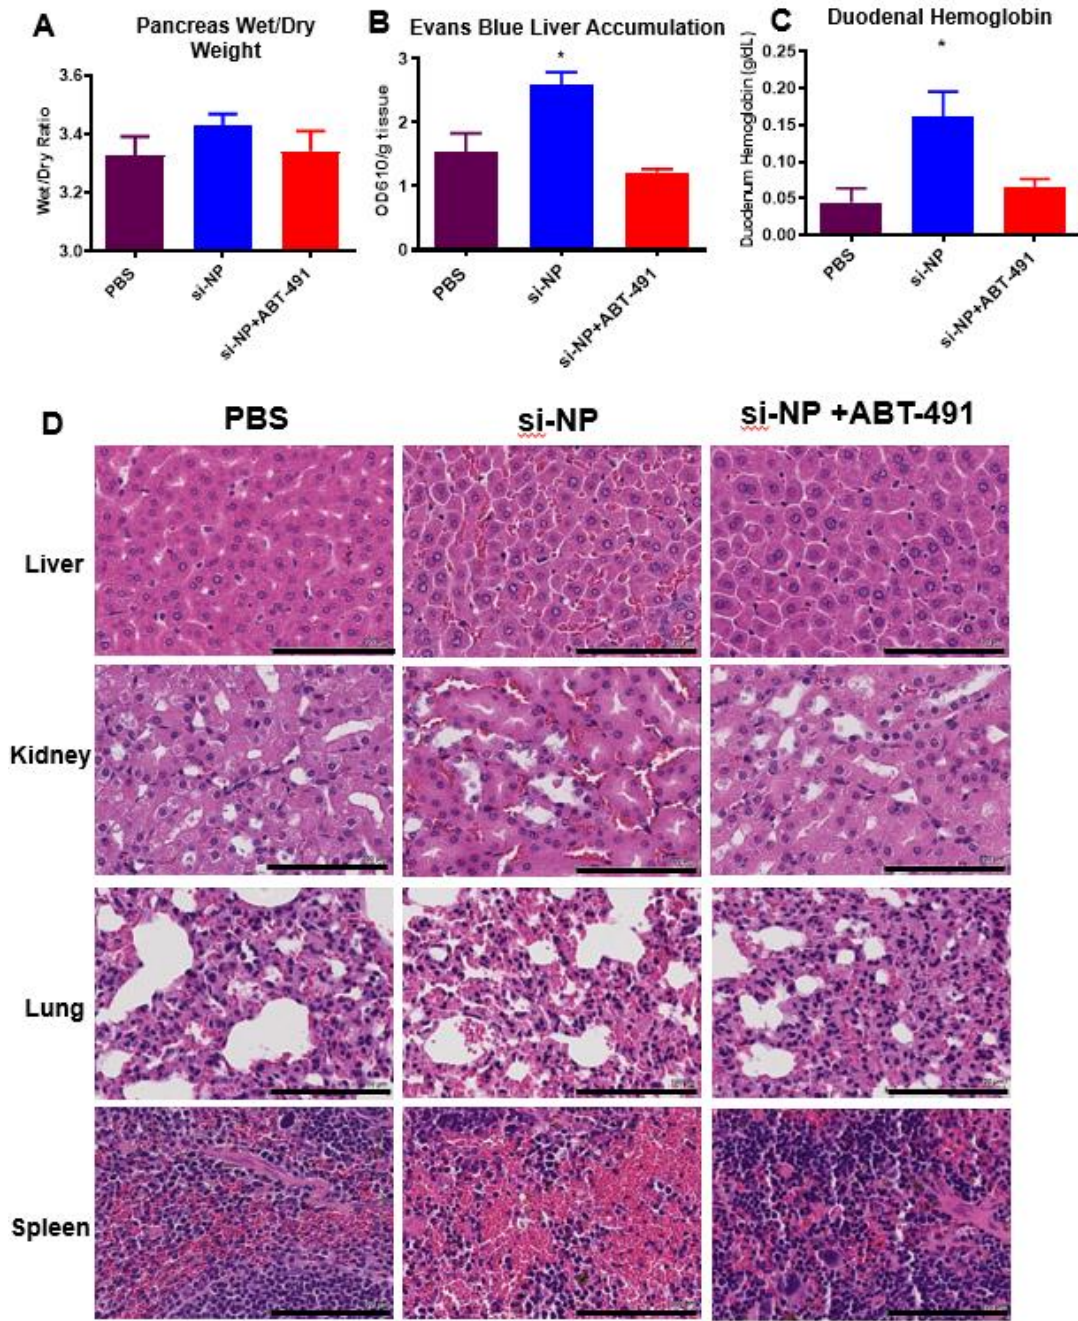 A
Pancreas Wet/Dry
Weight
Wet/Dry Ratio
3.6
3.4
3.2
3.0
PBS
si-NP
si-NP+ABT-491
B
Evans Blue Liver Accumulation
OD610/g tissue
3
2
1
0
*
PBS
si-NP
si-NP+ABT-491
C
Duodenal Hemoglobin
Duodenum Hemoglobin (g/dL)
0.25
0.20
0.15
0.10
0.05
0.00
*
PBS
si-NP
si-NP+ABT-491
D
PBS
si-NP
si-NP +ABT-491
Liver
Kidney
Lung
Spleen